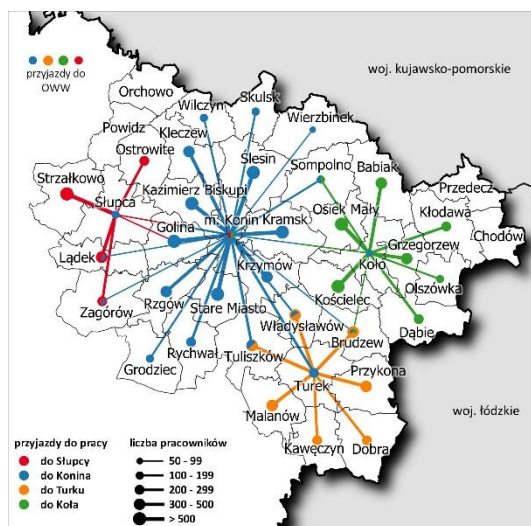 woj. kujawsko-pomorskie
przyjazdy do
OWW
Orchowo
Wilczyn
Skulsk
Wierzbinek
Powidz
Ostrowite
Kleczew
Ślesin
Sompolno
Babiak
Przedecz
Strzałkowo
Słupca
Kazimierz Biskupi
m. Konin
Kramsk
Osiek Mały
Kłodawa
Chodów
Golina
Grzegorzew
Koło
Lądek
Krzymów
Olszówka
Zagórów
Rzgów
Stare Miasto
Kościelec
Dąbie
Władysławów
Brudzew
Grodziec
Rychwał
Tuliszków
Przykona
Turek
Malanów
Kawęczyn
Dobra
woj. łódzkie
przyjazdy do pracy
do Słupcy
do Konina
do Turku
do Koła
liczba pracowników
50 - 99
100 - 199
200 - 299
300 - 500
> 500